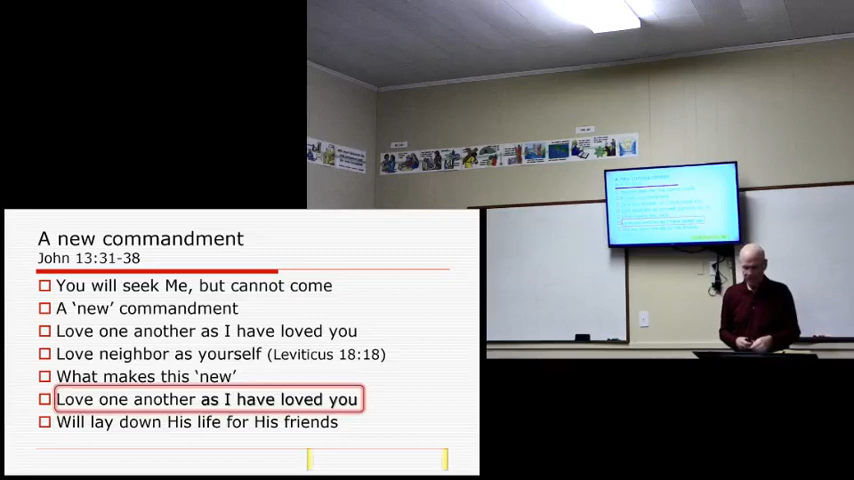 A new commandment
John 13:31-38
You will seek Me, but cannot come
A ‘new’ commandment
Love one another as I have loved you
Love neighbor as yourself (Leviticus 18:18)
What makes this ‘new’
Love one another as I have loved you
Will lay down His life for His friends
A new commandment